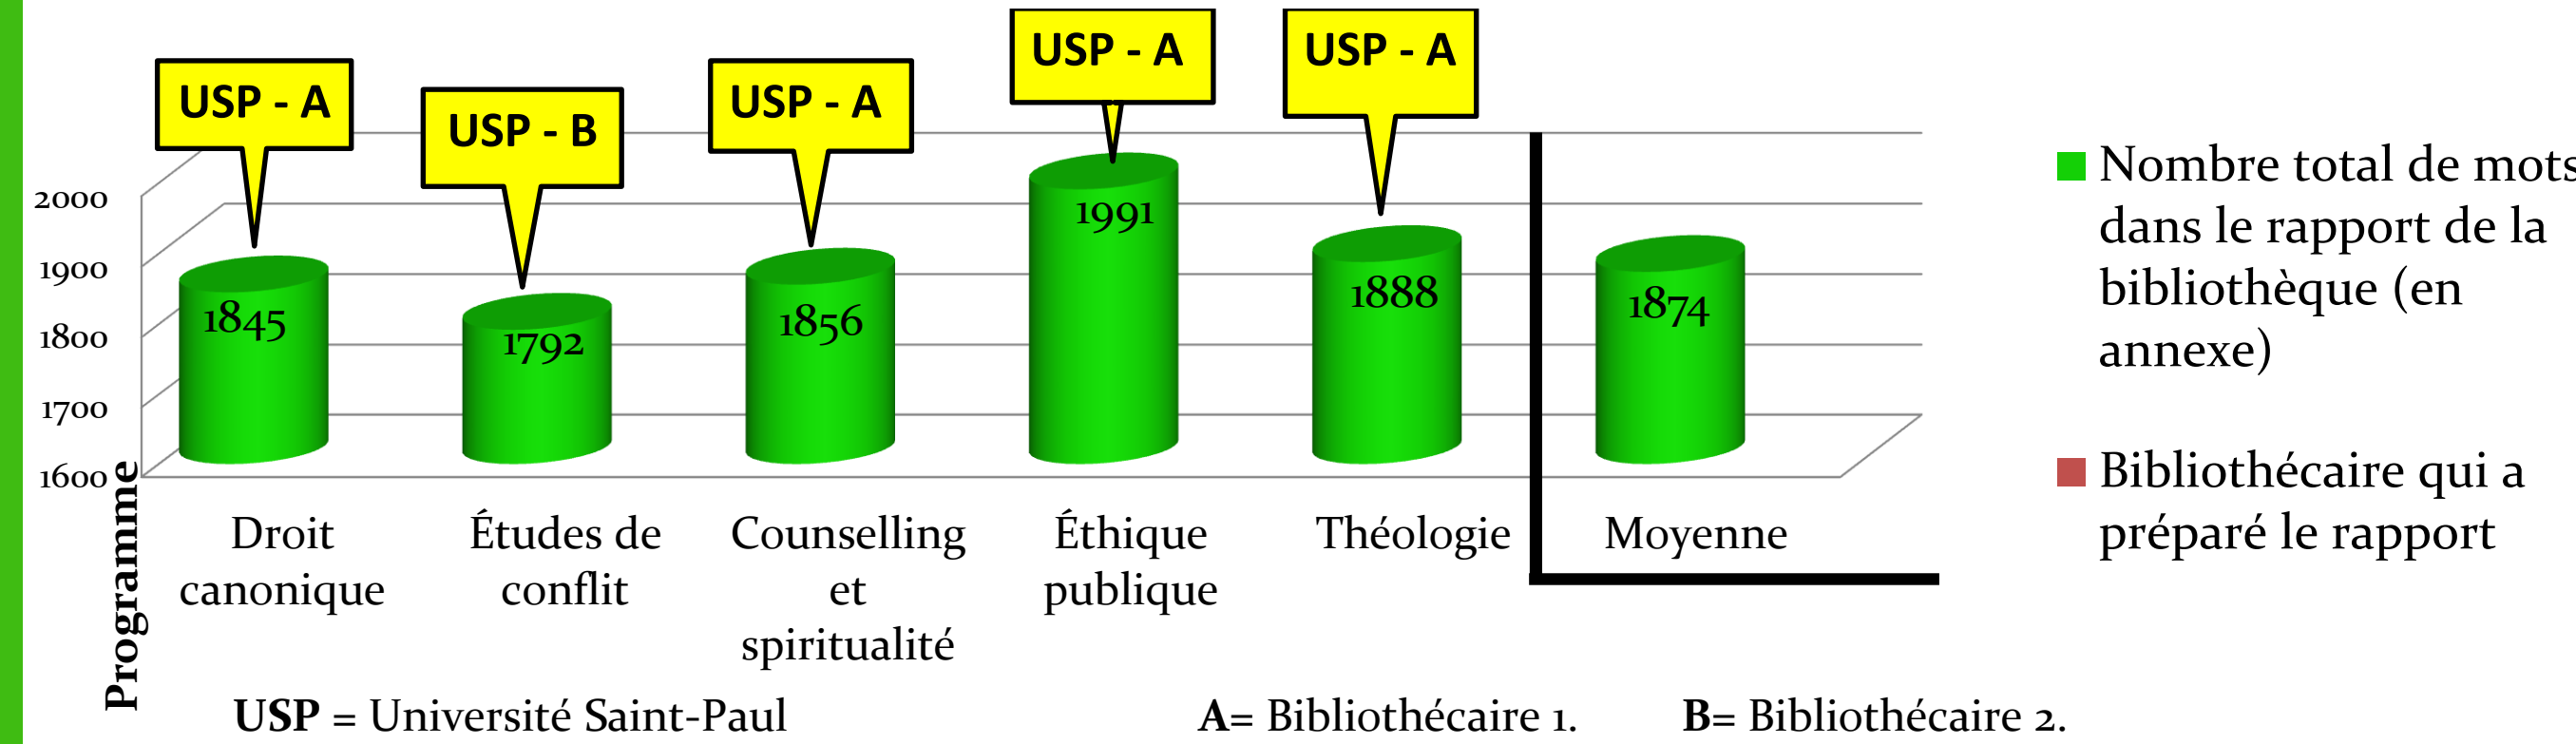 USP - A
USP - B
USP - A
USP - A
USP - A
2000
1900
1800
1700
1600
1845
1792
1856
1991
1888
1874
Programme
Droit
canonique
Études de
conflit
Counselling
et
spiritualité
Éthique
publique
Théologie
Moyenne
Nombre total de mots
dans le rapport de la
bibliothèque (en
annexe)
Bibliothécaire qui a
préparé le rapport
USP = Université Saint-Paul
A= Bibliothécaire 1.
B= Bibliothécaire 2.